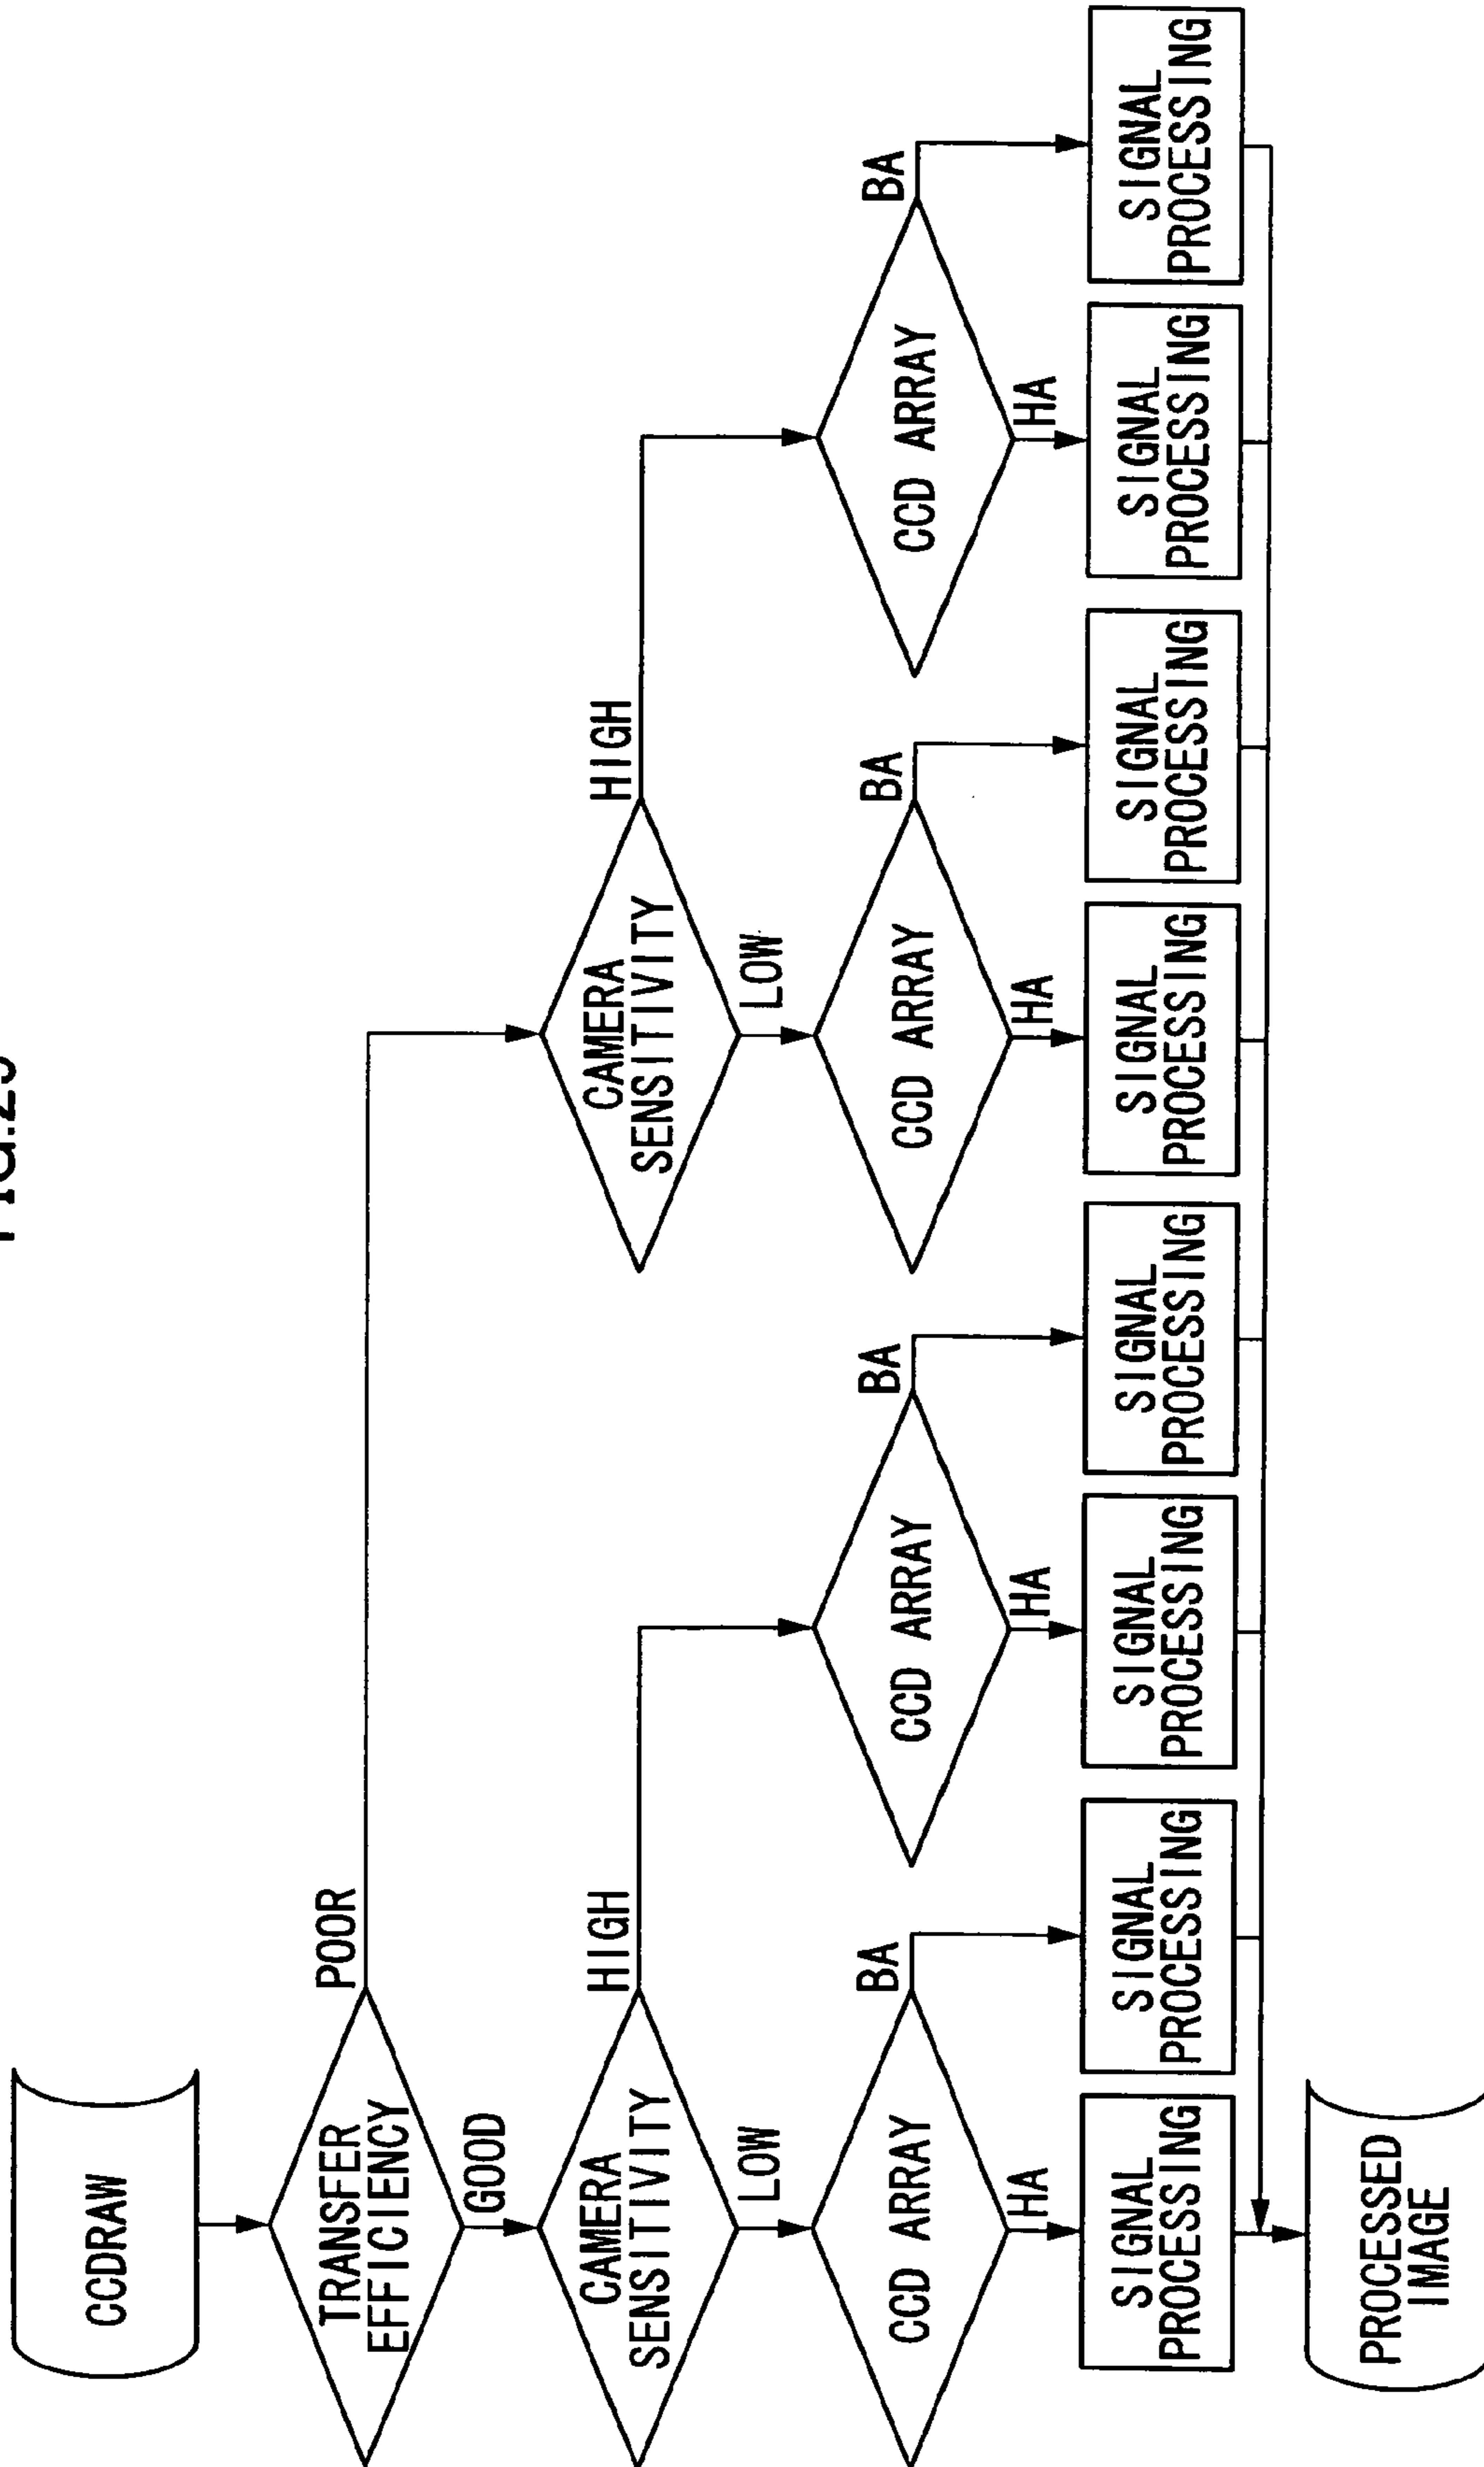 CCDRAW
TRANSFER
EFFICIENCY
POOR
GOOD
CAMERA
SENSITIVITY
HIGH
LOW
CAMERA
SENSITIVITY
HIGH
LOW
CCD ARRAY
BA
HA
CCD ARRAY
BA
HA
CCD ARRAY
BA
HA
CCD ARRAY
BA
HA
SIGNAL
PROCESSING
SIGNAL
PROCESSING
SIGNAL
PROCESSING
SIGNAL
PROCESSING
SIGNAL
PROCESSING
SIGNAL
PROCESSING
SIGNAL
PROCESSING
SIGNAL
PROCESSING
PROCESSED
IMAGE